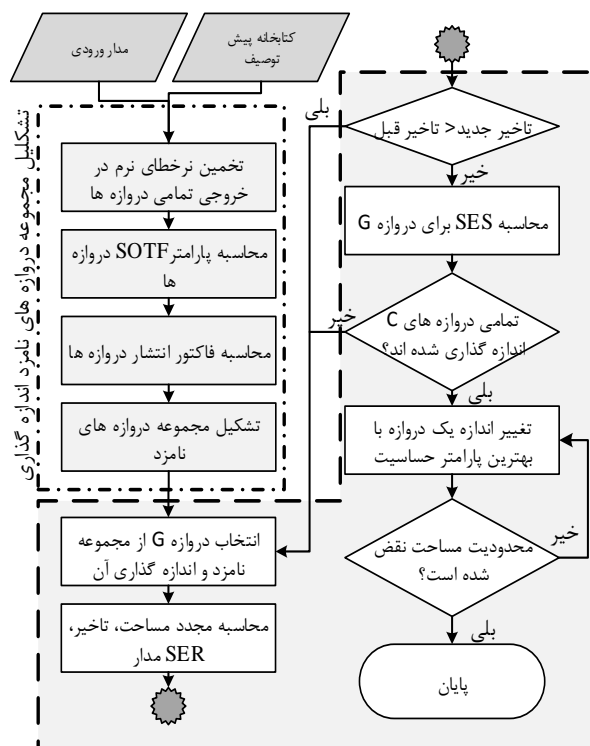 مدار ورودی
کتابخانه پیش
توصیف
تشکلیل مجموعه دروازه های نامزد اندازه گذاری
تخمین نرخطای نرم در
خروجی تمامی دروازه ها
محاسبه پارامترSOTF دروازه
ها
محاسبه فاکتور انتشار دروازه ها
تشکیل مجموعه دروازه های
نامزد
انتخاب دروازه G از مجموعه
نامزد و اندازه گذاری آن
محاسبه مجدد مساحت، تاخیر،
SER مدار
تاخیر جدید< تاخیر قبل
بلی
خیر
محاسبه SES برای دروازه G
تمامی دروازه های C
اندازه گذاری شده اند؟
خیر
بلی
تغییر اندازه یک دروازه با
بهترین پارامتر حساسیت
محدودیت مساحت نقض
شده است؟
خیر
بلی
پایان